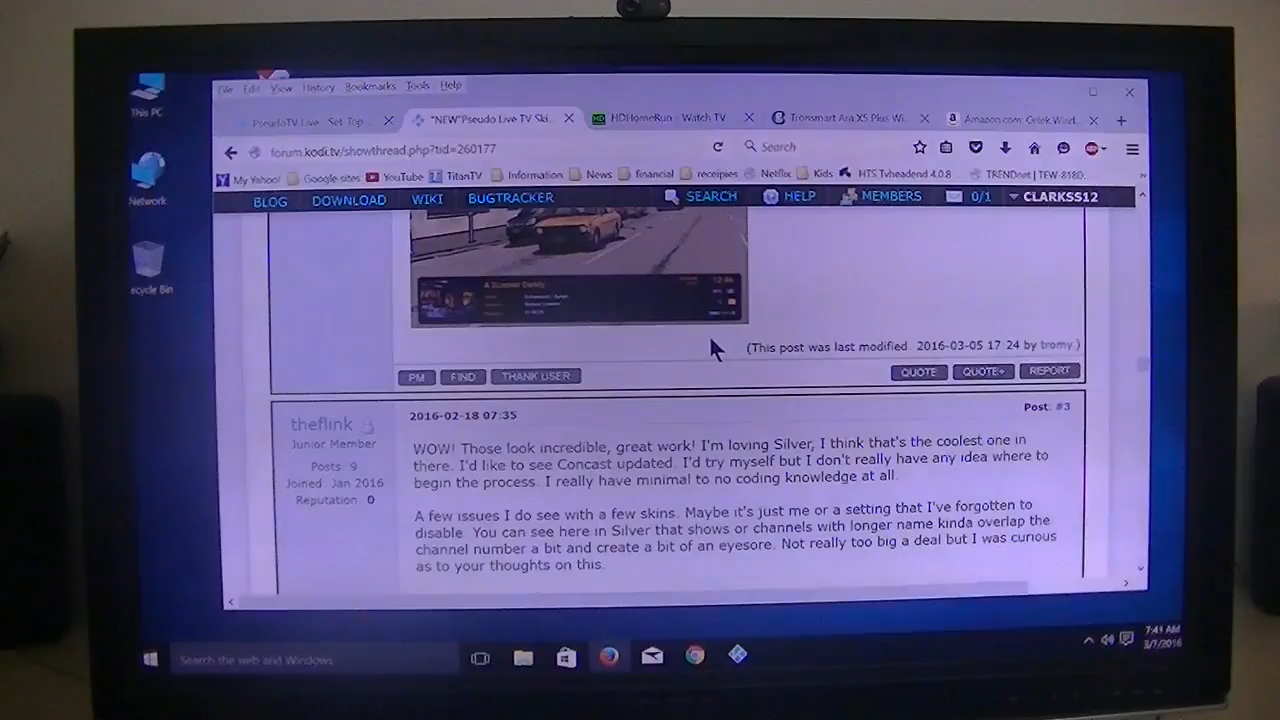 This PC
Network
ecycle Bin
File Edit View History Bookmarks Tools Help
PseudoTV Live Set Top...
"NEW"Pseudo Live TV Ski...
HDHomeRun - Watch TV
Tronsmart Ara X5 Plus Wi...
Amazon.com:
forum.kodi.tv/showthread.php?tid=260177
Search
My Yahoo!
Google sites
YouTube
TitanTV
Information
News
financial
receipies
Netflix
Kids
HTS Tvheadend 4.0.8
TRENDnet | TEW-818D...
BLOG DOWNLOAD WIKI BUGTRACKER SEARCH HELP MEMBERS 0/1 CLARKSS12
A Scanner Darkly
12:46
(This post was last modified: 2016-03-05 17:24 by tromy.)
PM FIND THANK USER QUOTE QUOTE+ REPORT
theflink
Junior Member
Posts: 9
Joined: Jan 2016
Reputation: 0
2016-02-18 07:35
Post: #3
WOW! Those look incredible, great work! I'm loving Silver, I think that's the coolest one in
there. I'd like to see Concast updated. I'd try myself but I don't really have any idea where to
begin the process. I really have minimal to no coding knowledge at all.
A few issues I do see with a few skins. Maybe it's just me or a setting that I've forgotten to
disable. You can see here in Silver that shows or channels with longer name kinda overlap the
channel number a bit and create a bit of an eyesore. Not really too big a deal but I was curious
as to your thoughts on this.
Search the web and Windows
7:41 AM
3/7/2016